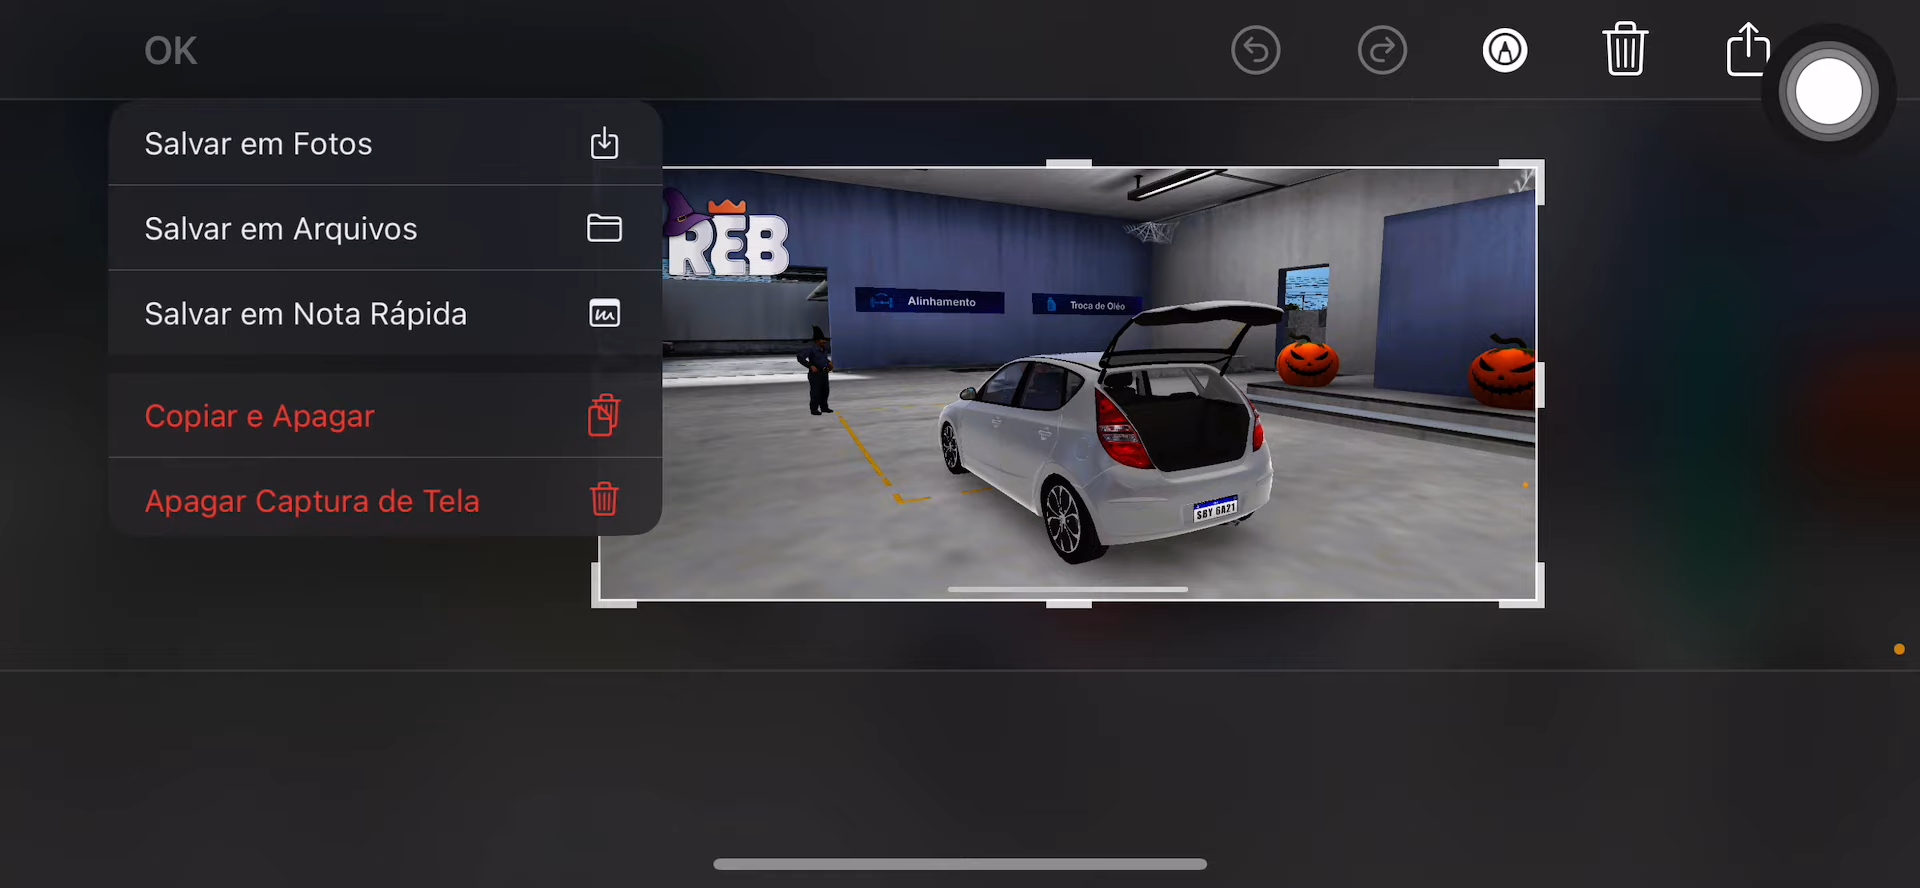 OK
Salvar em Fotos
Salvar em Arquivos
Salvar em Nota Rápida
Copiar e Apagar
Apagar Captura de Tela
REB
Alinhamento
Troca de Oléo
SBY 6A21